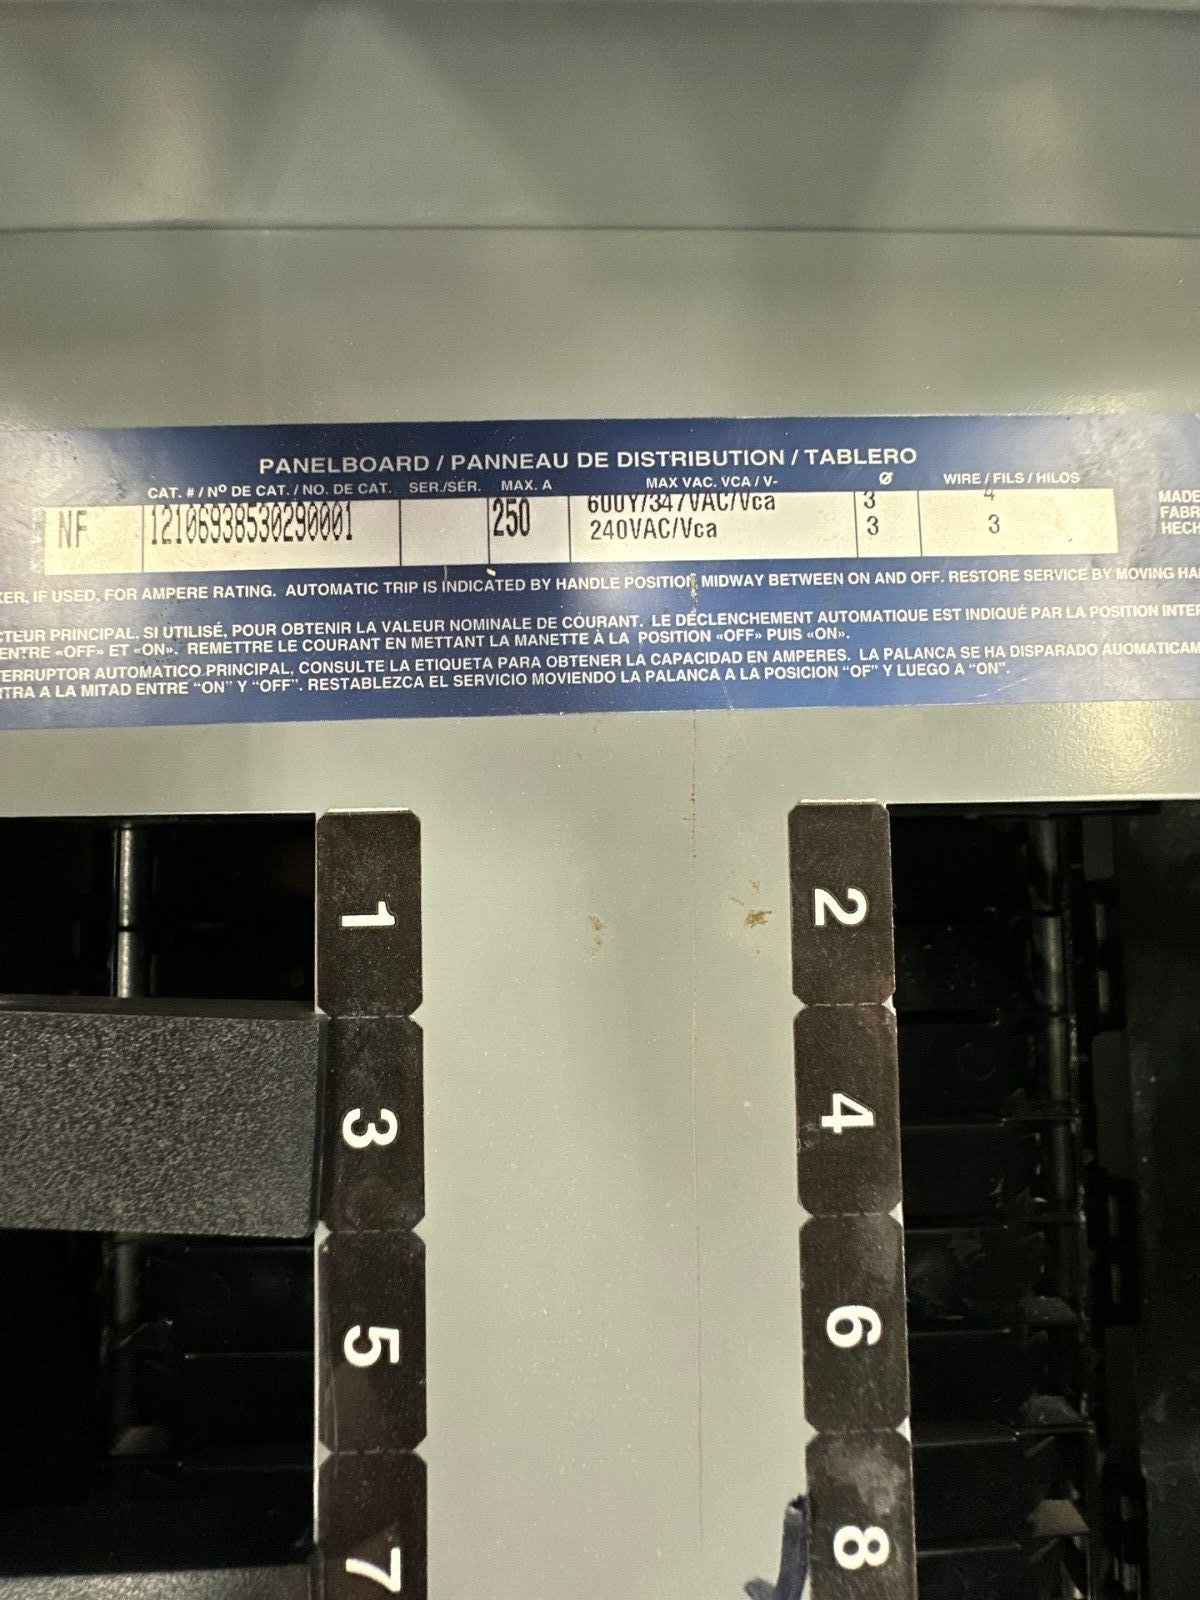 PANELBOARD / PANNEAU DE DISTRIBUTION / TABLERO
CAT. # / Nº DE CAT. / NO. DE CAT. SER./SÉR. MAX. A MAX VAC. VCA / V- Ø WIRE / FILS / HILOS
NF 12106938530290001 250 600Y/347VAC/Vca 3 4
240VAC/Vca 3 3
MADE
FABR
HECH
KER, IF USED, FOR AMPERE RATING. AUTOMATIC TRIP IS INDICATED BY HANDLE POSITION MIDWAY BETWEEN ON AND OFF. RESTORE SERVICE BY MOVING HA
CTEUR PRINCIPAL. SI UTILISÉ, POUR OBTENIR LA VALEUR NOMINALE DE COURANT. LE DÉCLENCHEMENT AUTOMATIQUE EST INDIQUÉ PAR LA POSITION INTER
ENTRE «OFF» ET «ON». REMETTRE LE COURANT EN METTANT LA MANETTE À LA POSITION «OFF» PUIS «ON».
TERRUPTOR AUTOMATICO PRINCIPAL, CONSULTE LA ETIQUETA PARA OBTENER LA CAPACIDAD EN AMPERES. LA PALANCA SE HA DISPARADO AUOMATICAM
TRA A LA MITAD ENTRE "ON" Y "OFF". RESTABLEZCA EL SERVICIO MOVIENDO LA PALANCA A LA POSICION "OF" Y LUEGO A "ON".
1 2
3 4
5 6
7 8